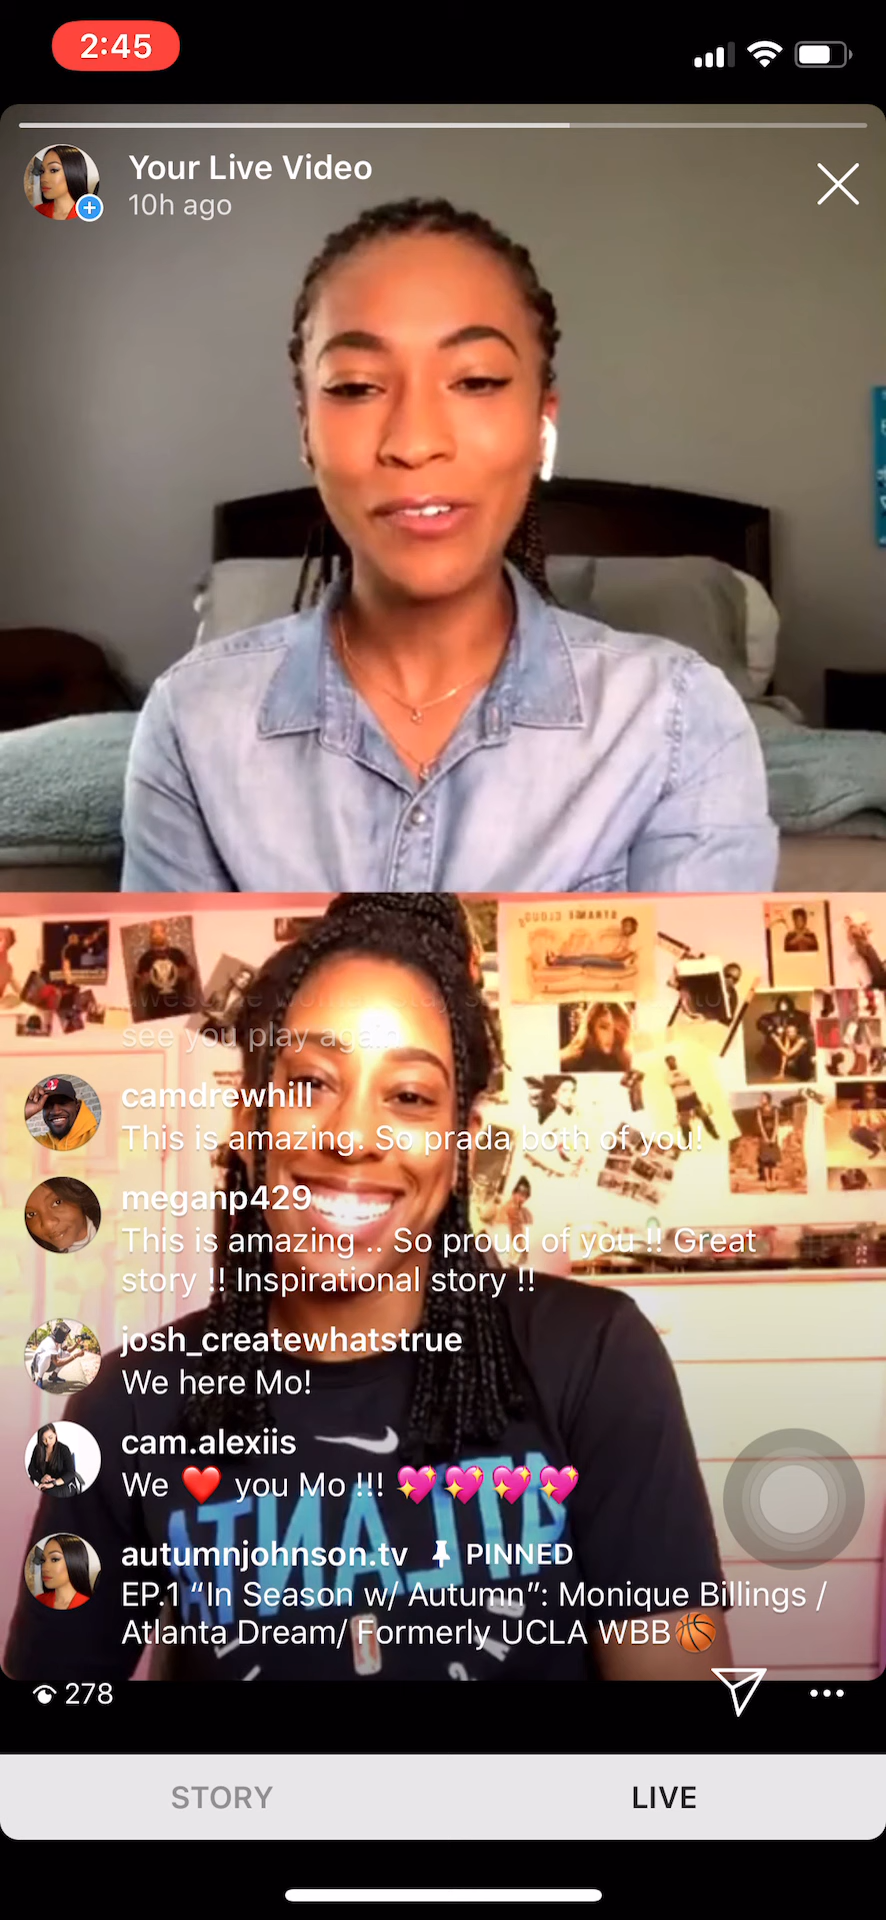 2:45
Your Live Video
10h ago
see you play again
camdrewhill
This is amazing. So prada both of you!
meganp429
This is amazing .. So proud of you !! Great
story !! Inspirational story !!
josh_createwhatstrue
We here Mo!
cam.alexiis
We ❤️ you Mo !!! 💖💖💖💖
ATLANTA
autumnjohnson.tv PINNED
EP.1 “In Season w/ Autumn”: Monique Billings /
Atlanta Dream/ Formerly UCLA WBB🏀
278
STORY
LIVE